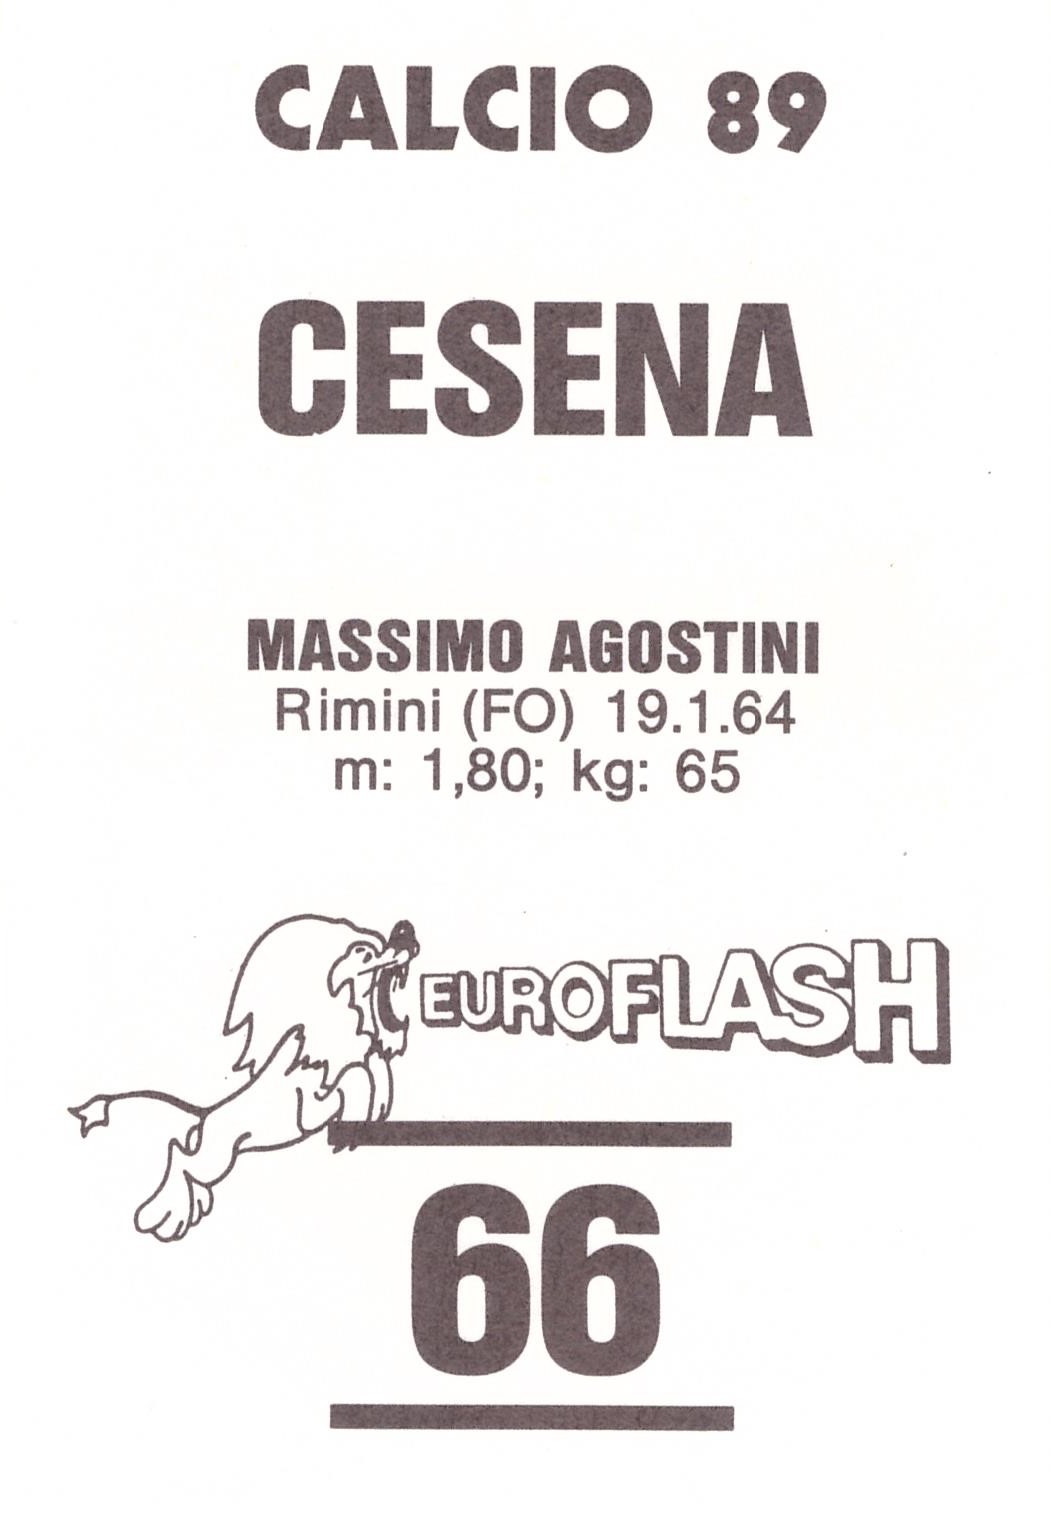 CALCIO 89
CESENA
MASSIMO AGOSTINI
Rimini (FO) 19.1.64
m: 1,80; kg: 65
EUROFLASH
66